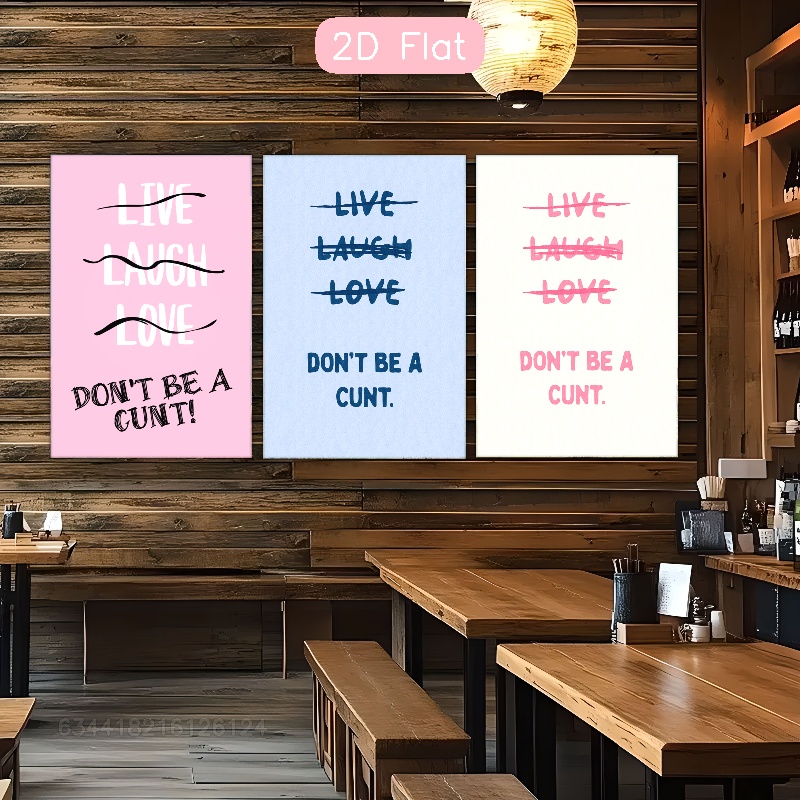 2D Flat
LIVE
LAUGH
LOVE
DON'T BE A
CUNT!
LIVE
LAUGH
LOVE
DON'T BE A
CUNT.
LIVE
LAUGH
LOVE
DON'T BE A
CUNT.
634418216126124